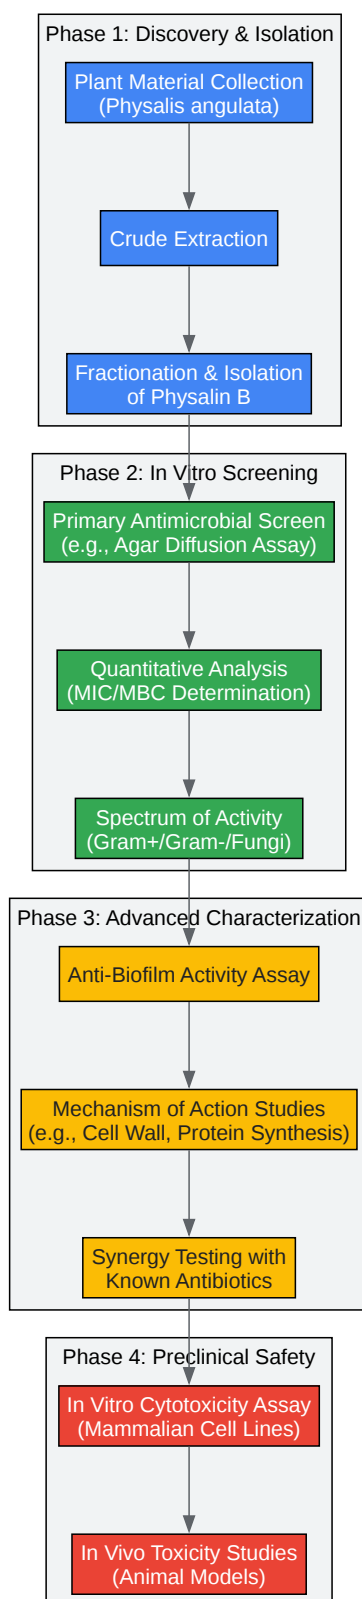 Phase 1: Discovery & Isolation
Plant Material Collection
(Physalis angulata)
Crude Extraction
Fractionation & Isolation
of Physalin B
Phase 2: In Vitro Screening
Primary Antimicrobial Screen
(e.g., Agar Diffusion Assay)
Quantitative Analysis
(MIC/MBC Determination)
Spectrum of Activity
(Gram+/Gram-/Fungi)
Phase 3: Advanced Characterization
Anti-Biofilm Activity Assay
Mechanism of Action Studies
(e.g., Cell Wall, Protein Synthesis)
Synergy Testing with
Known Antibiotics
Phase 4: Preclinical Safety
In Vitro Cytotoxicity Assay
(Mammalian Cell Lines)
In Vivo Toxicity Studies
(Animal Models)